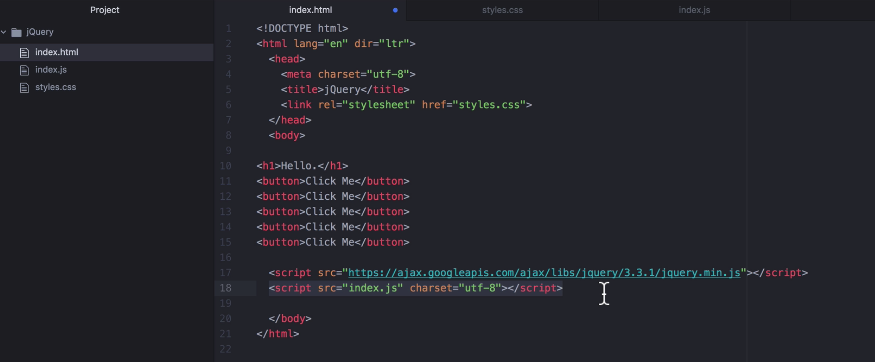 Project
jQuery
index.html
index.js
styles.css
index.html styles.css index.js
1 <!DOCTYPE html>
2 <html lang="en" dir="ltr">
3 <head>
4 <meta charset="utf-8">
5 <title>jQuery</title>
6 <link rel="stylesheet" href="styles.css">
7 </head>
8 <body>
9
10 <h1>Hello.</h1>
11 <button>Click Me</button>
12 <button>Click Me</button>
13 <button>Click Me</button>
14 <button>Click Me</button>
15 <button>Click Me</button>
16
17 <script src="https://ajax.googleapis.com/ajax/libs/jquery/3.3.1/jquery.min.js"></script>
18 <script src="index.js" charset="utf-8"></script>
19
20 </body>
21 </html>
22